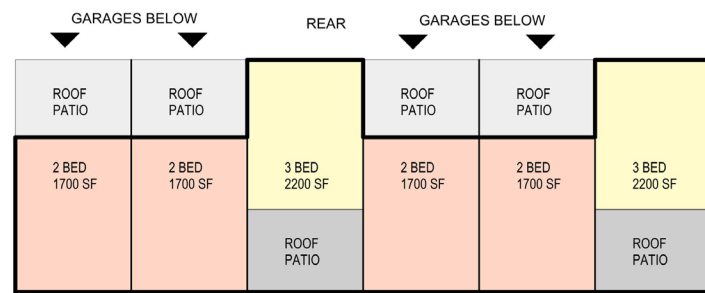 GARAGES BELOW
REAR
GARAGES BELOW
ROOF
PATIO
ROOF
PATIO
ROOF
PATIO
ROOF
PATIO
2 BED
1700 SF
2 BED
1700 SF
3 BED
2200 SF
2 BED
1700 SF
2 BED
1700 SF
3 BED
2200 SF
ROOF
PATIO
ROOF
PATIO